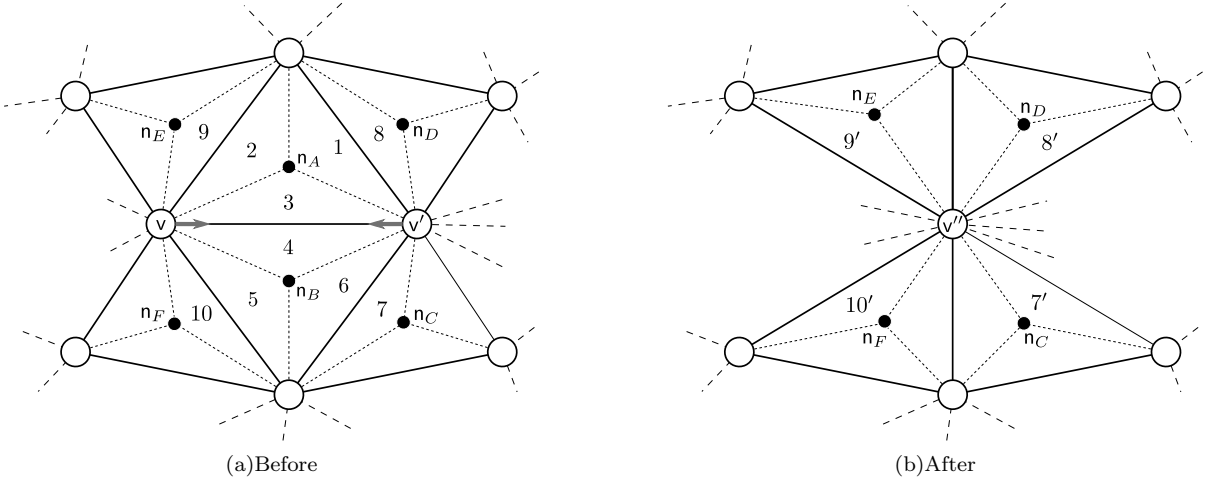 n_E 9 2 1 8 n_D
n_A
3
v v′
4
n_B
n_F 10 5 6 7 n_C
(a)Before
n_E n_D
9′ 8′
v″
10′ 7′
n_F n_C
(b)After